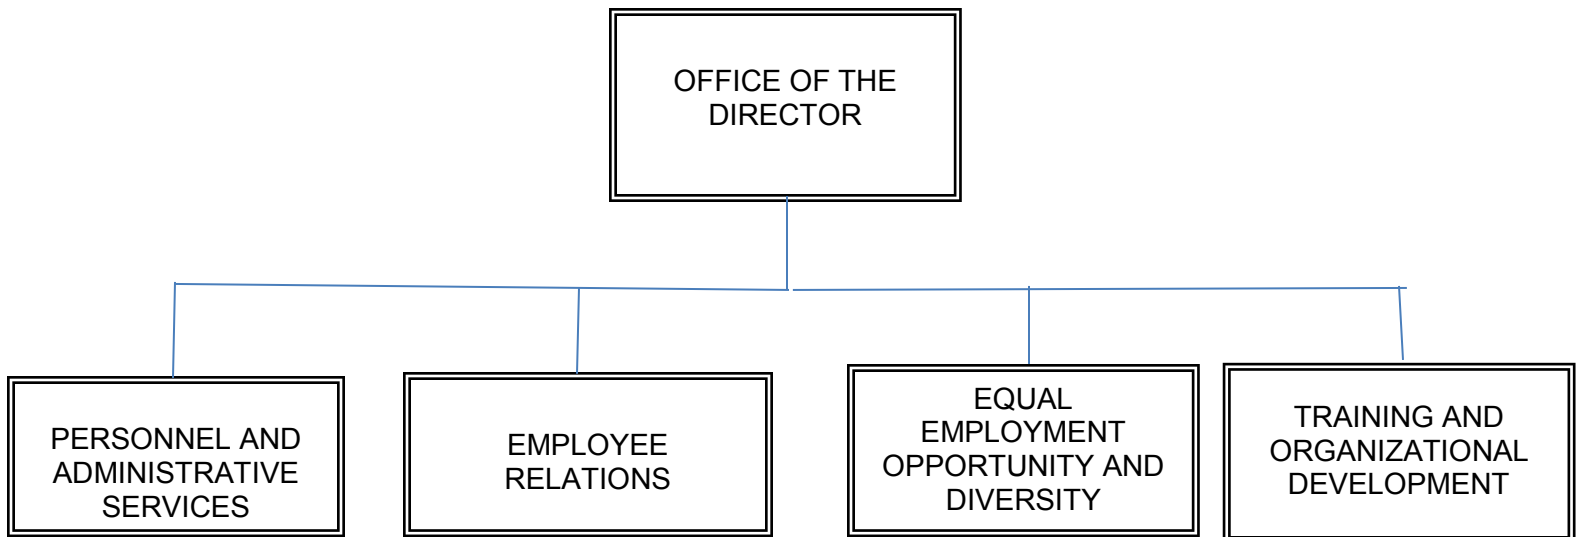 OFFICE OF THE
DIRECTOR
PERSONNEL AND
ADMINISTRATIVE
SERVICES
EMPLOYEE
RELATIONS
EQUAL
EMPLOYMENT
OPPORTUNITY AND
DIVERSITY
TRAINING AND
ORGANIZATIONAL
DEVELOPMENT